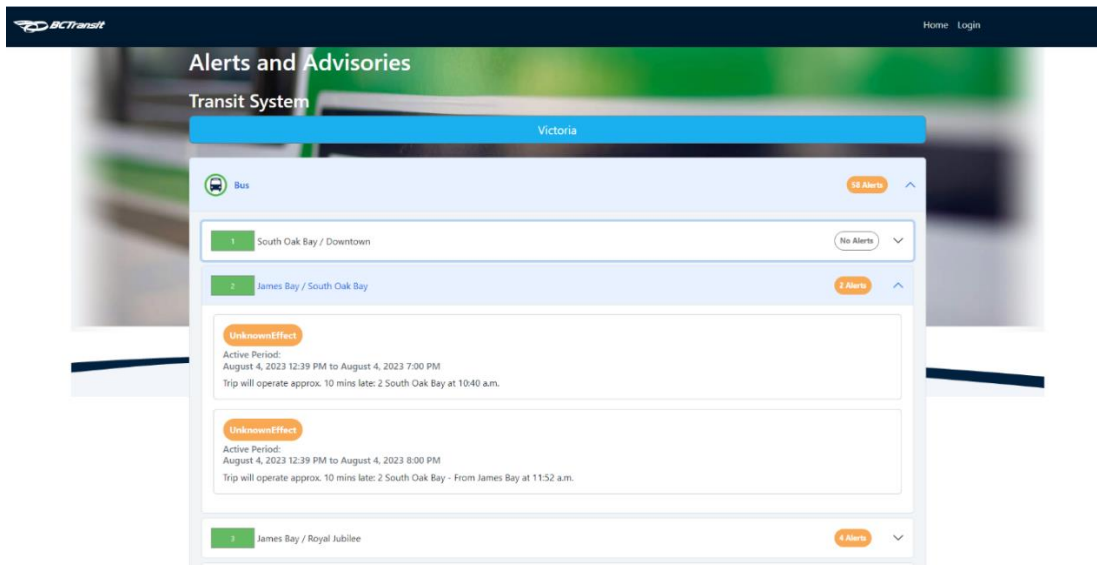 BCTransit
Home Login
Alerts and Advisories
Transit System
Victoria
Bus
58 Alerts
1 South Oak Bay / Downtown
No Alerts
2 James Bay / South Oak Bay
2 Alerts
UnknownEffect
Active Period:
August 4, 2023 12:39 PM to August 4, 2023 7:00 PM
Trip will operate approx. 10 mins late: 2 South Oak Bay at 10:40 a.m.
UnknownEffect
Active Period:
August 4, 2023 12:39 PM to August 4, 2023 8:00 PM
Trip will operate approx. 10 mins late: 2 South Oak Bay - From James Bay at 11:52 a.m.
3 James Bay / Royal Jubilee
4 Alerts